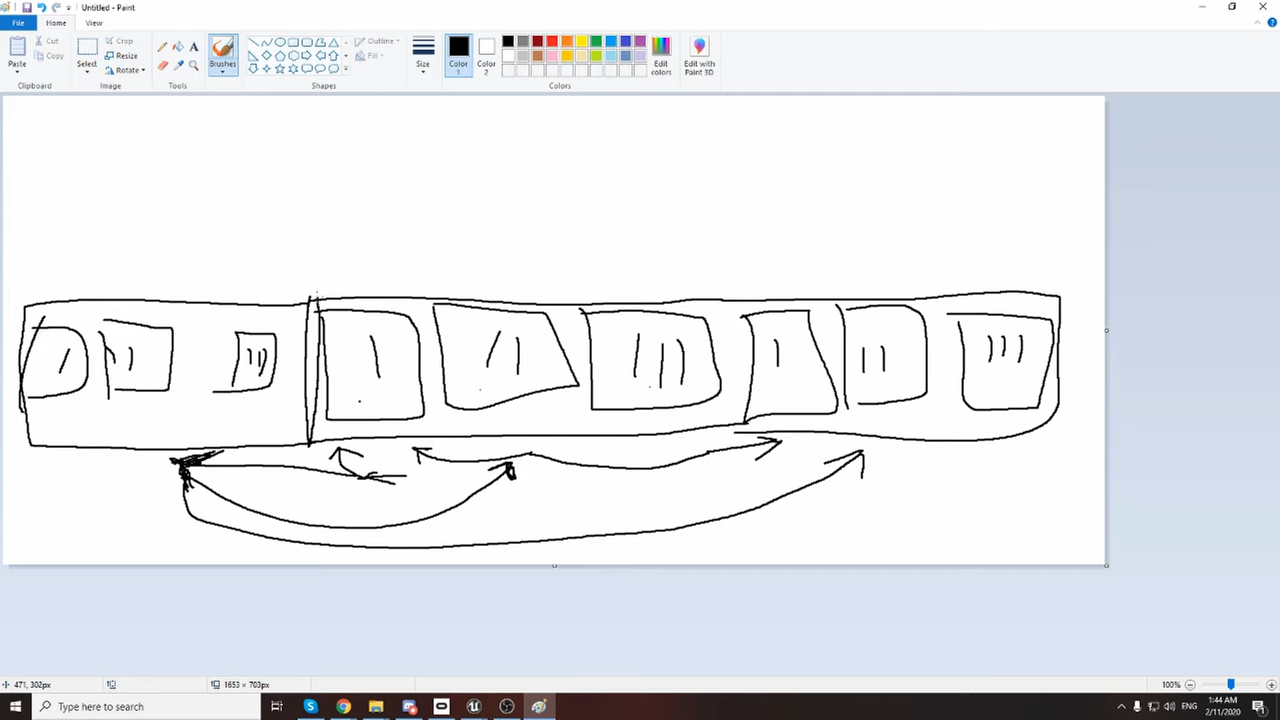 Untitled - Paint
File Home View
Paste
Cut
Copy
Clipboard
Select
Crop
Resize
Rotate
Image
A
Tools
Brushes
Outline
Fill
Shapes
Size
Color 1
Color 2
Edit colors
Colors
Edit with Paint 3D
| || ||| | || ||| | || |||
471, 302px
1653 × 703px
100%
Type here to search
ENG
1:44 AM
2/11/2020